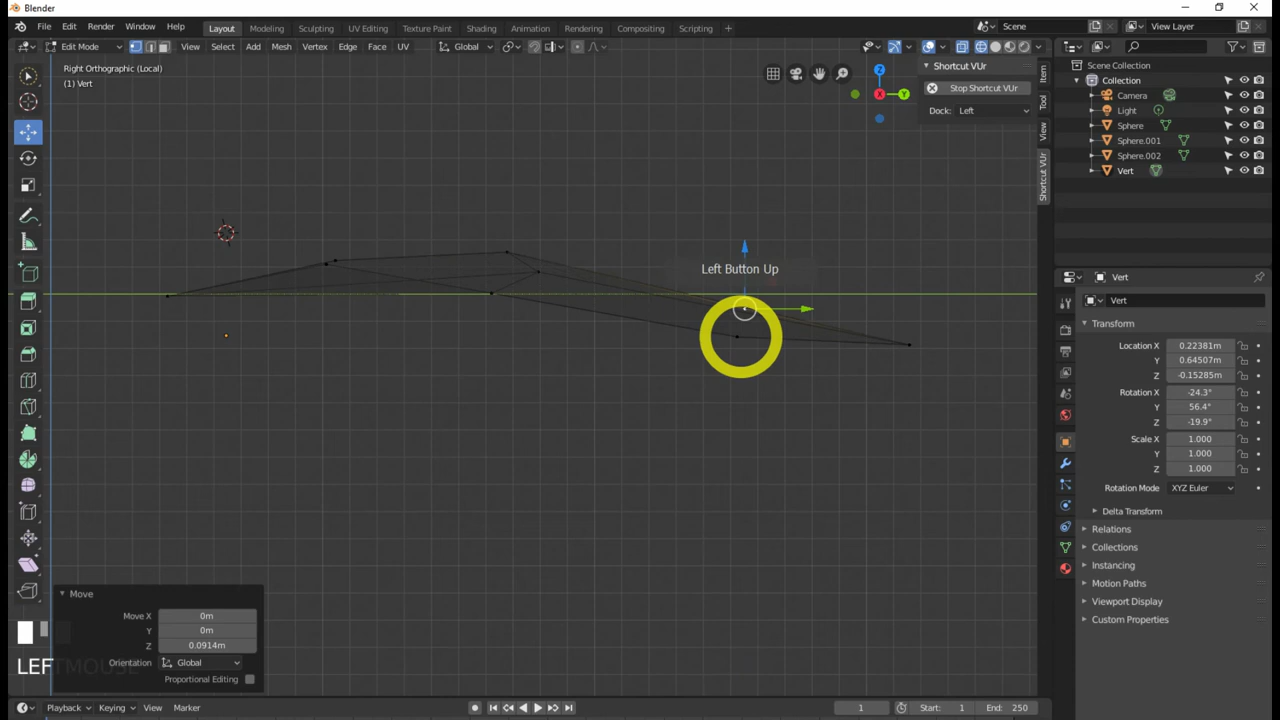 Blender
File Edit Render Window Help
Layout Modeling Sculpting UV Editing Texture Paint Shading Animation Rendering Compositing Scripting +
Scene
View Layer
Edit Mode View Select Add Mesh Vertex Edge Face UV
Global
Right Orthographic (Local)
(1) Vert
Z
X
Y
Shortcut VUr
Stop Shortcut VUr
Dock: Left
Item
Tool
View
Shortcut VUr
Scene Collection
Collection
Camera
Light
Sphere
Sphere.001
Sphere.002
Vert
Left Button Up
Vert
Vert
Transform
Location X 0.22381m
Y 0.64507m
Z -0.15285m
Rotation X -24.3°
Y 56.4°
Z -19.9°
Scale X 1.000
Y 1.000
Z 1.000
Rotation Mode XYZ Euler
Delta Transform
Relations
Collections
Instancing
Motion Paths
Viewport Display
Custom Properties
Move
Move X 0m
Y 0m
Z 0.0914m
Orientation Global
Proportional Editing
LEFTMOUSE
Playback Keying View Marker
1
Start: 1
End: 250